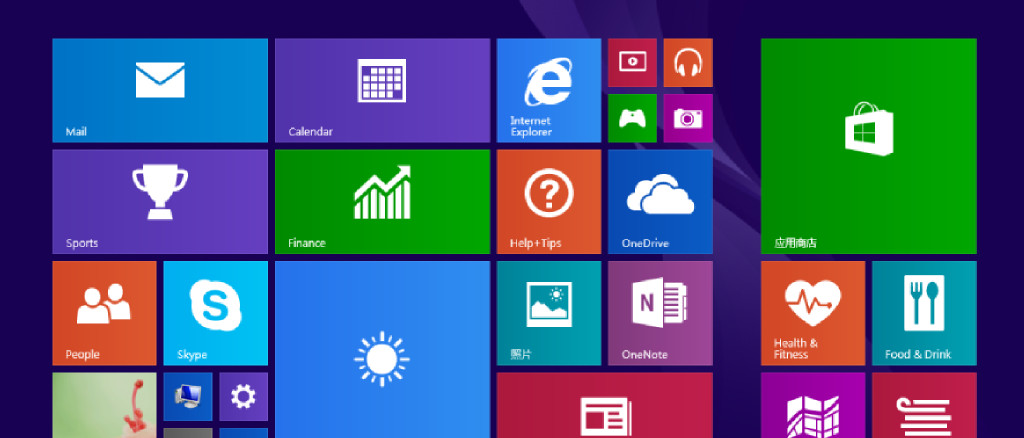 Mail
Calendar
Internet
Explorer
Sports
Finance
Help+Tips
OneDrive
应用商店
People
Skype
照片
N
OneNote
Health &
Fitness
Food & Drink